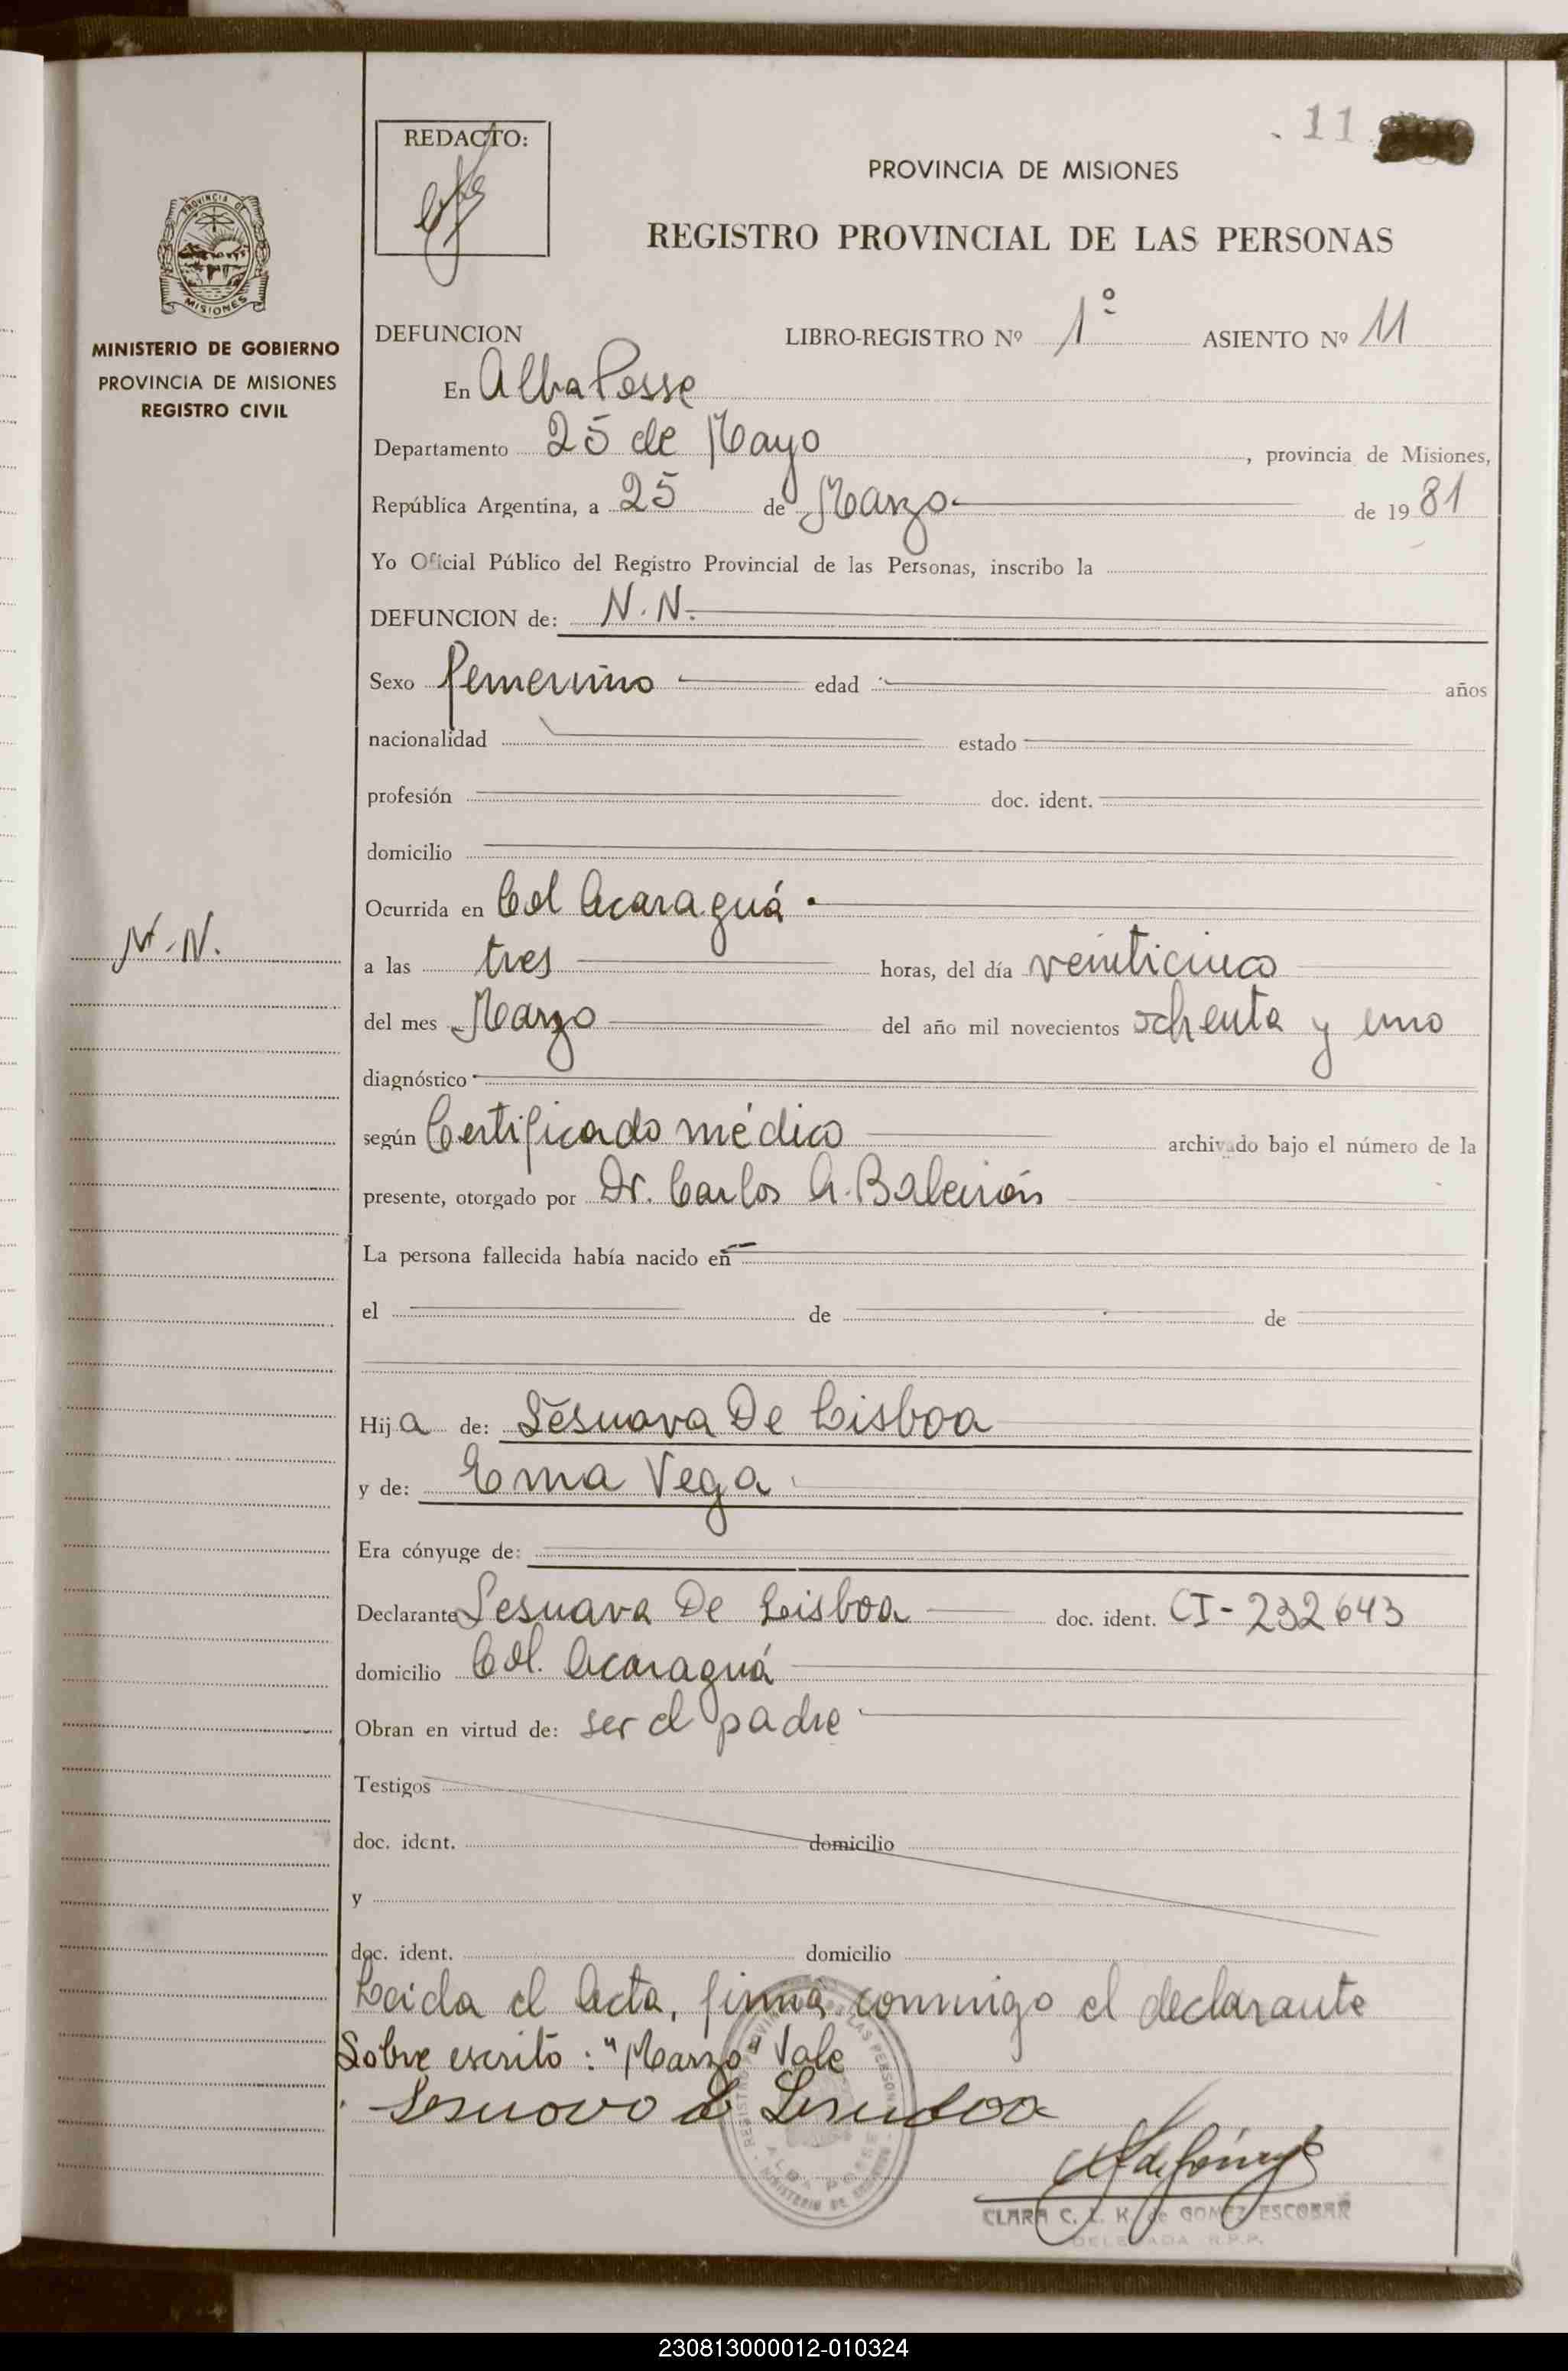 11
REDACTO:
PROVINCIA DE MISIONES
REGISTRO PROVINCIAL DE LAS PERSONAS
PROVINCIA DE
MISIONES
MINISTERIO DE GOBIERNO
PROVINCIA DE MISIONES
REGISTRO CIVIL
DEFUNCION LIBRO-REGISTRO Nº 1º ASIENTO Nº 11
En Alba Posse
Departamento 25 de Mayo, provincia de Misiones,
República Argentina, a 25 de Marzo de 1981
Yo Oficial Público del Registro Provincial de las Personas, inscribo la
DEFUNCION de: N.N.
Sexo femenino edad años
nacionalidad estado
profesión doc. ident.
domicilio
Ocurrida en Col Acaraguá
N.N.
a las tres horas, del día veinticinco
del mes Marzo del año mil novecientos ochenta y uno
diagnóstico
según Certificado médico archivado bajo el número de la
presente, otorgado por Dr. Carlos A.
La persona fallecida había nacido en
el de de
Hija de: De Lisboa
y de: Ema Vega
Era cónyuge de:
Declarante De Lisboa doc. ident. CI-232643
domicilio Col. Acaraguá
Obran en virtud de: ser el padre
Testigos
doc. ident. domicilio
y
doc. ident. domicilio
Leida el Acta, firma conmigo el declarante
Sobre escrito: "Marzo" Vale
CLARA C. L. K. de GOMEZ ESCOBAR
DELEGADA R.P.P.
230813000012-010324